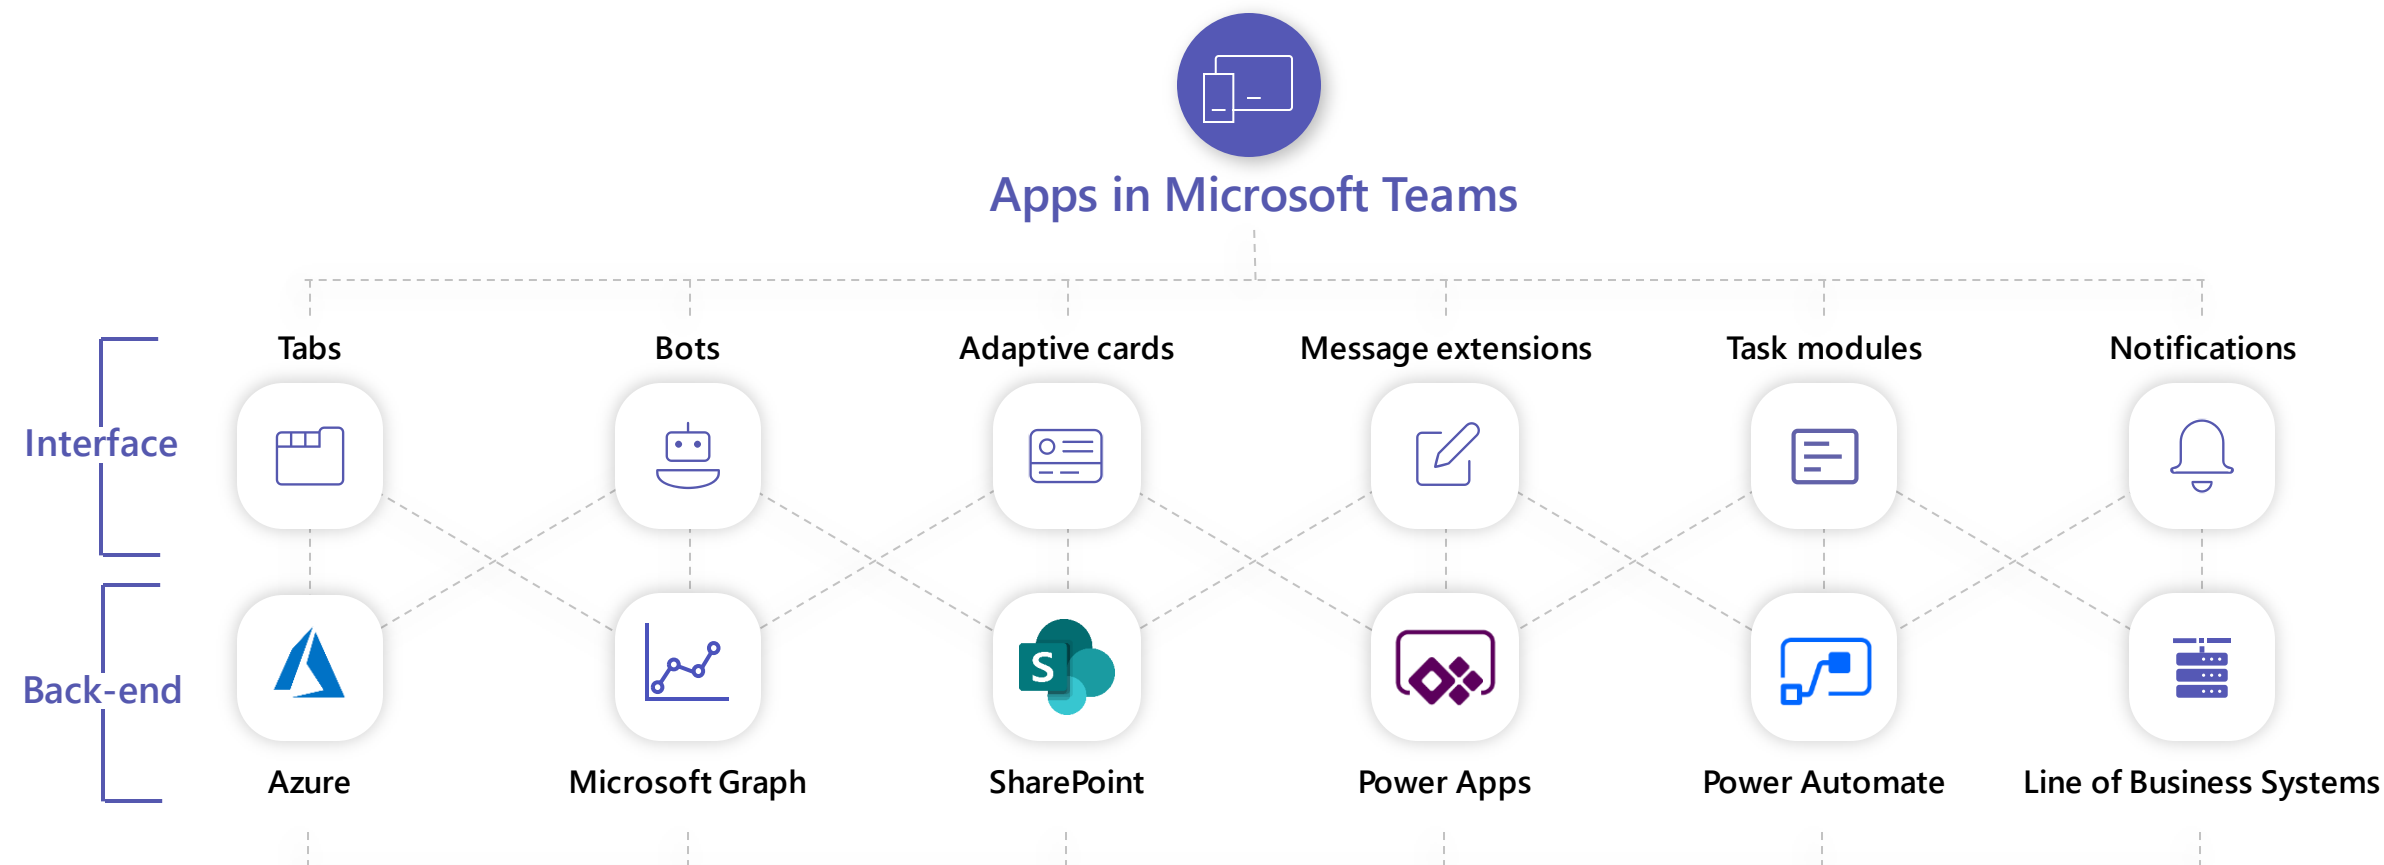 Apps in Microsoft Teams
Tabs
Bots
Adaptive cards
Message extensions
Task modules
Notifications
Interface
Back-end
S
Azure
Microsoft Graph
SharePoint
Power Apps
Power Automate
Line of Business Systems